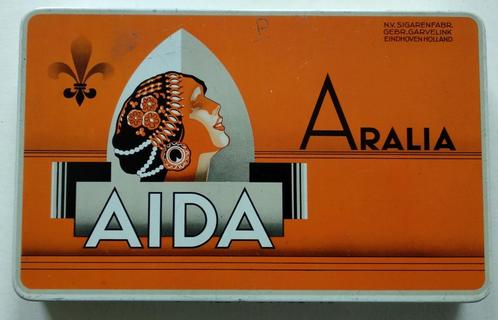 N.V. SIGARENFABR.
GEBR. GARVELINK
EINDHOVEN HOLLAND
ARALIA
AIDA